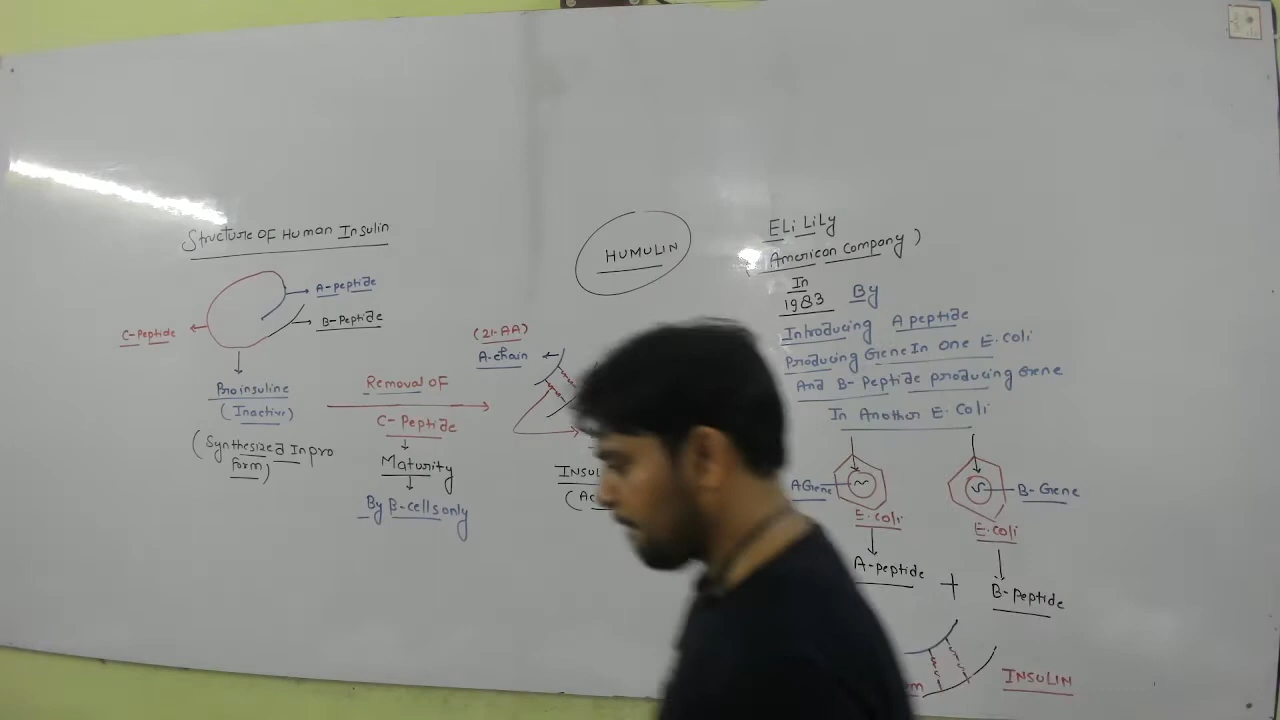 Structure OF Human Insulin
A-peptide
B-Peptide
C-Peptide
Proinsuline
(Inactive)
(Synthesized In pro
form)
Removal OF
C-Peptide
Maturity
By B-cells only
(21-AA)
A-chain
HUMULIN
ELi LiLy
(American Company)
In
1983 By
Introducing A peptide
Producing Gene In one E.coli
And B-Peptide producing Gene
In Another E.coli
A Gene
B-Gene
E.coli
E.coli
A-peptide + B-Peptide
INSULIN